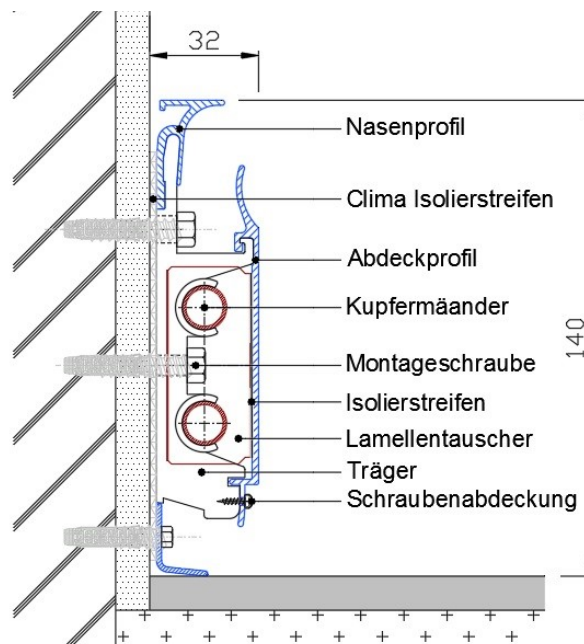 32
Nasenprofil
Clima Isolierstreifen
Abdeckprofil
Kupfermäander
140
Montageschraube
Isolierstreifen
Lamellentauscher
Träger
Schraubenabdeckung